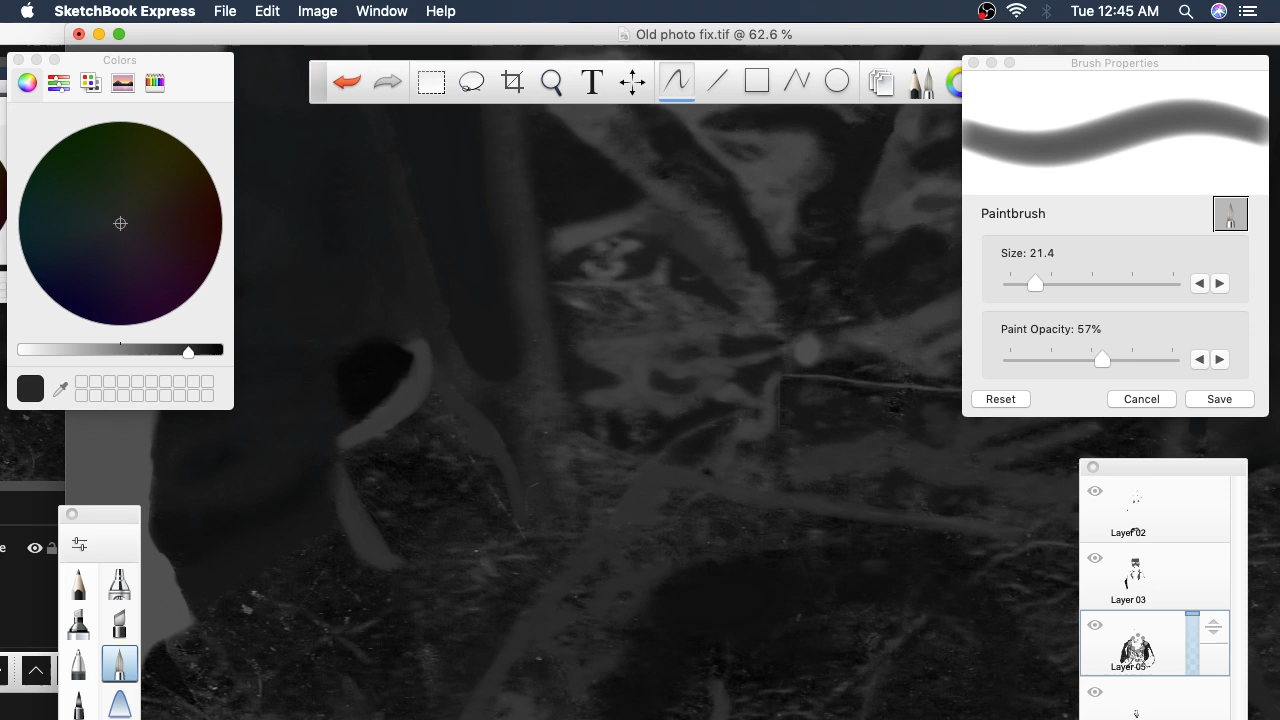 SketchBook Express File Edit Image Window Help Tue 12:45 AM
Old photo fix.tif @ 62.6 %
Colors
T
Brush Properties
Paintbrush
Size: 21.4
Paint Opacity: 57%
Reset Cancel Save
Layer 02
Layer 03
Layer 05
e